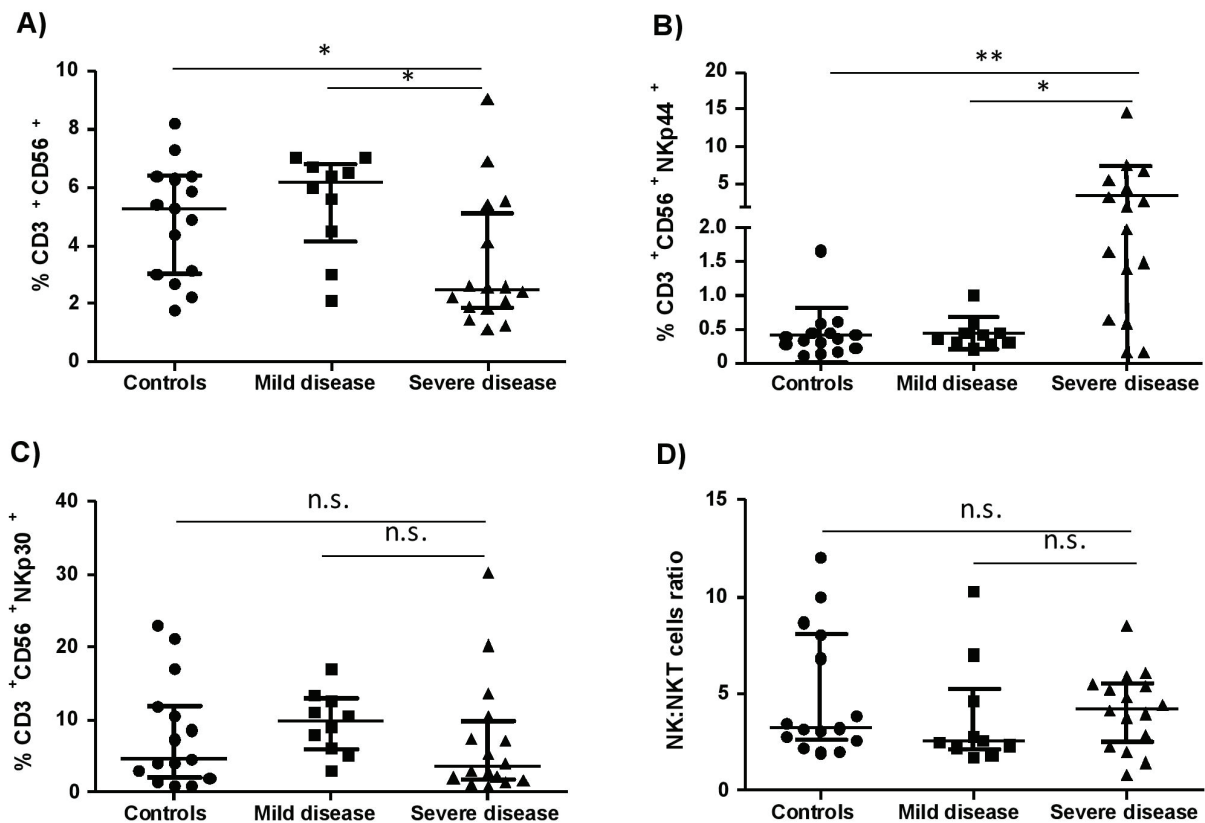 A)
*
*
% CD3 +CD56 +
10
8
6
4
2
0
Controls
Mild disease
Severe disease
B)
**
*
% CD3 +CD56 +NKp44 +
20
15
10
5
2.0
1.5
1.0
0.5
0
Controls
Mild disease
Severe disease
C)
n.s.
n.s.
% CD3 +CD56 +NKp30 +
40
30
20
10
0
Controls
Mild disease
Severe disease
D)
n.s.
n.s.
NK:NKT cells ratio
15
10
5
0
Controls
Mild disease
Severe disease